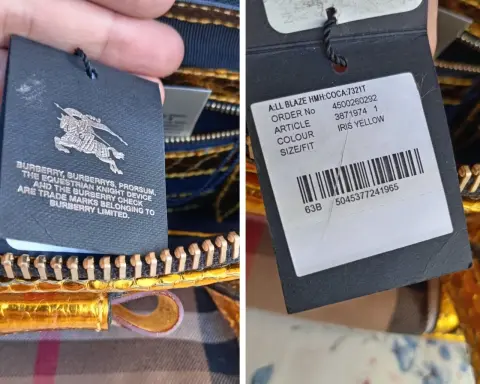 BURBERRY, BURBERRYS, PRORSUM,
THE EQUESTRIAN KNIGHT DEVICE
AND THE BURBERRY CHECK
ARE TRADE MARKS BELONGING TO
BURBERRY LIMITED.
A:LL BLAZE HMH:COCA:7321T
ORDER No 4500260292
ARTICLE 3871974 1
COLOUR IRIS YELLOW
SIZE/FIT
63B 5045377241965